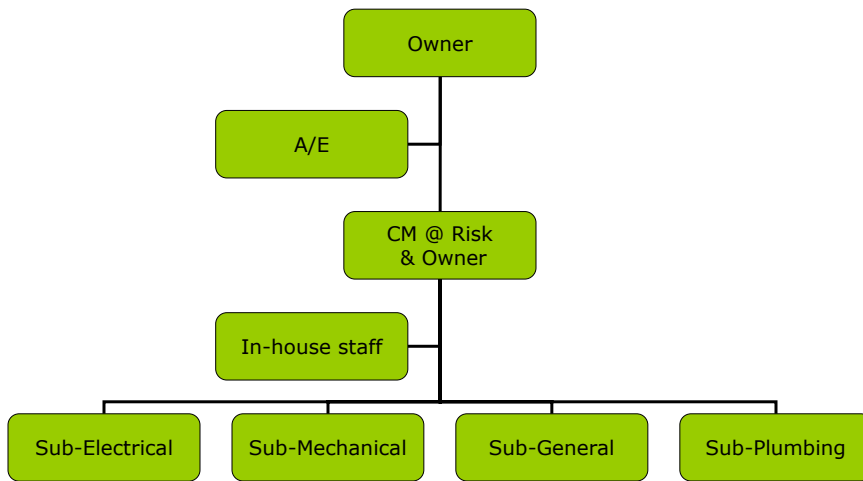 Owner
A/E
CM @ Risk
& Owner
In-house staff
Sub-Electrical
Sub-Mechanical
Sub-General
Sub-Plumbing